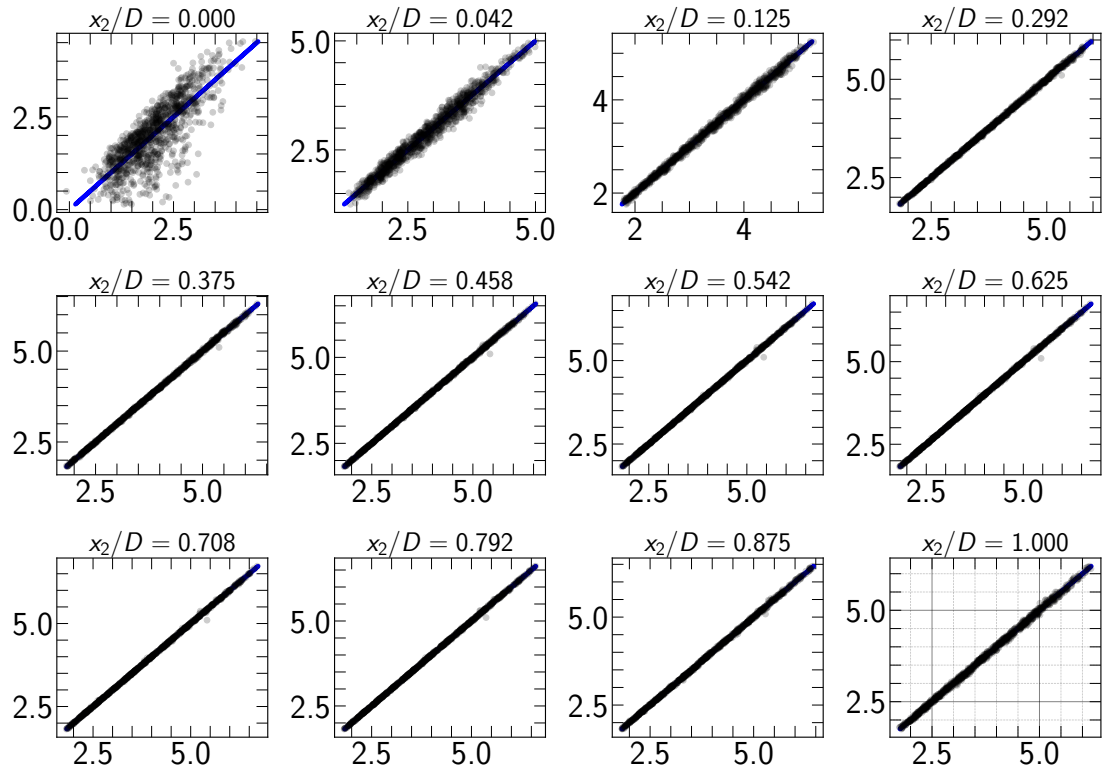 x₂/D = 0.000 x₂/D = 0.042 x₂/D = 0.125 x₂/D = 0.292
5.0
2.5 4 5.0
2.5
0.0 2 2.5
0.0 2.5 2.5 5.0 2 4 2.5 5.0
x₂/D = 0.375 x₂/D = 0.458 x₂/D = 0.542 x₂/D = 0.625
5.0 5.0 5.0 5.0
2.5 2.5 2.5 2.5
2.5 5.0 2.5 5.0 2.5 5.0 2.5 5.0
x₂/D = 0.708 x₂/D = 0.792 x₂/D = 0.875 x₂/D = 1.000
5.0 5.0 5.0 5.0
2.5 2.5 2.5 2.5
2.5 5.0 2.5 5.0 2.5 5.0 2.5 5.0